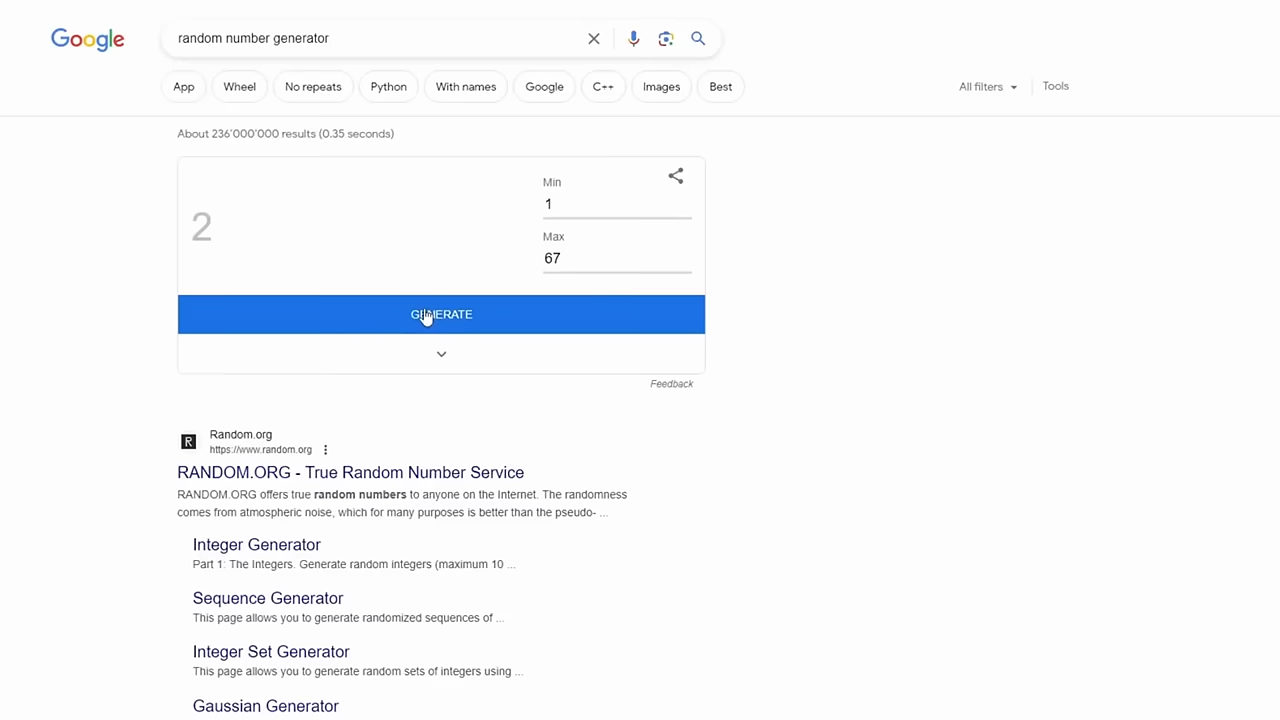 Google
random number generator
App Wheel No repeats Python With names Google C++ Images Best All filters Tools
About 236'000'000 results (0.35 seconds)
Min
1
2
Max
67
GENERATE
Feedback
R Random.org
https://www.random.org
RANDOM.ORG - True Random Number Service
RANDOM.ORG offers true random numbers to anyone on the Internet. The randomness
comes from atmospheric noise, which for many purposes is better than the pseudo- ...
Integer Generator
Part 1: The Integers. Generate random integers (maximum 10 ...
Sequence Generator
This page allows you to generate randomized sequences of ...
Integer Set Generator
This page allows you to generate random sets of integers using ...
Gaussian Generator